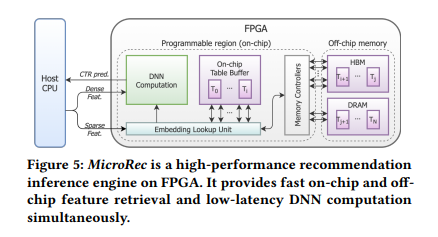 FPGA
Programmable region (on-chip)
Off-chip memory
Host
CPU
CTR pred.
Dense
Feat.
Sparse
Feat.
DNN
Computation
On-chip
Table Buffer
T0 ... Ti
Embedding Lookup Unit
Memory Controllers
HBM
Ti+1 ... Tj
DRAM
Tj+1 ... TN
Figure 5: MicroRec is a high-performance recommendation
inference engine on FPGA. It provides fast on-chip and off-
chip feature retrieval and low-latency DNN computation
simultaneously.